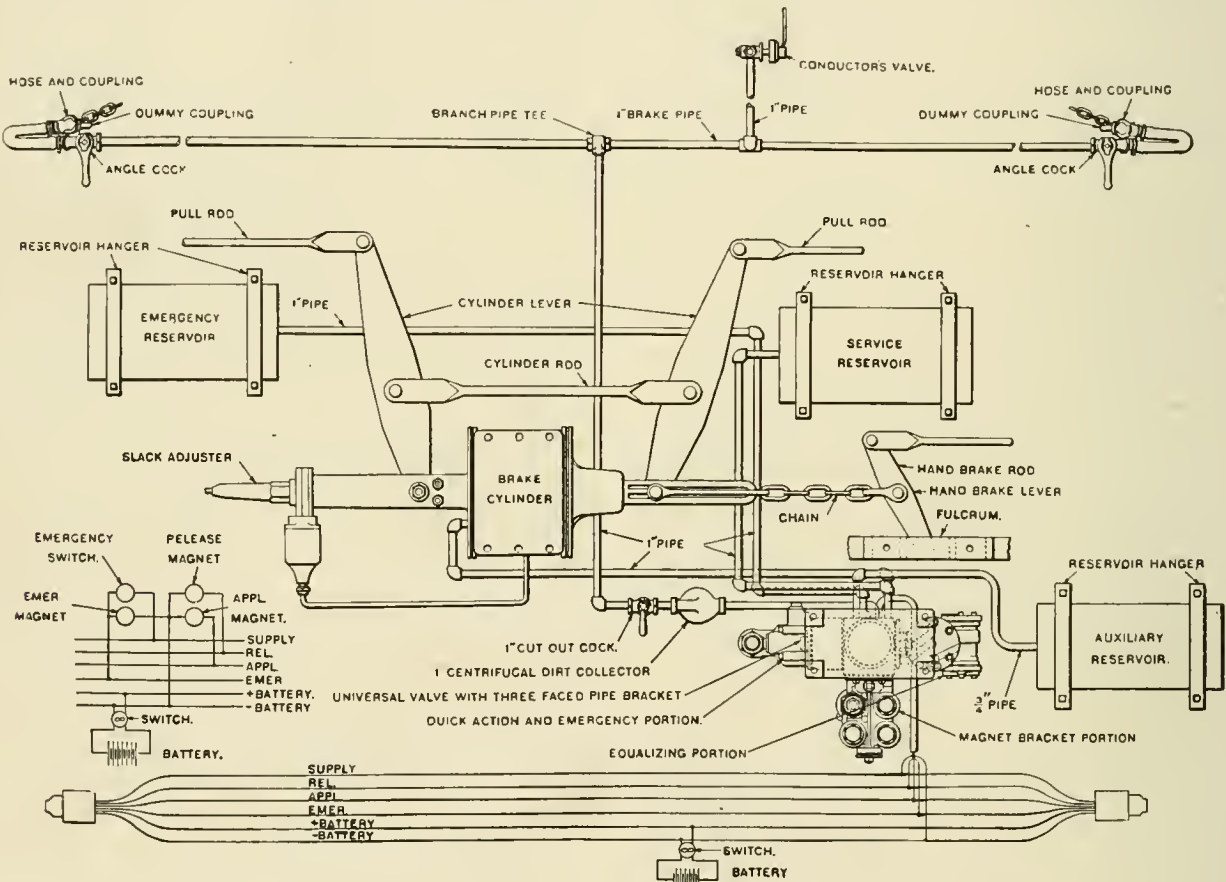 CONDUCTOR'S VALVE.
HOSE AND COUPLING
DUMMY COUPLING
BRANCH PIPE TEE
1" BRAKE PIPE
1" PIPE
HOSE AND COUPLING
DUMMY COUPLING
ANGLE COCK
ANGLE COCK
PULL ROD
PULL ROD
RESERVOIR HANGER
RESERVOIR HANGER
1" PIPE
CYLINDER LEVER
EMERGENCY
RESERVOIR
SERVICE
RESERVOIR
CYLINDER ROD
SLACK ADJUSTER
BRAKE
CYLINDER
HAND BRAKE ROD
HAND BRAKE LEVER
CHAIN
FULCRUM.
1" PIPE
EMERGENCY
SWITCH.
RELEASE
MAGNET
EMER
MAGNET
APPL.
MAGNET.
SUPPLY
REL.
APPL
EMER
+BATTERY.
-BATTERY
SWITCH.
BATTERY.
RESERVOIR HANGER
AUXILIARY
RESERVOIR.
1" CUT OUT COCK.
1 CENTRIFUGAL DIRT COLLECTOR
UNIVERSAL VALVE WITH THREE FACED PIPE BRACKET
QUICK ACTION AND EMERGENCY PORTION.
EQUALIZING PORTION
3/4" PIPE
MAGNET BRACKET PORTION
SUPPLY
REL.
APPL
EMER.
+BATTERY
-BATTERY
SWITCH.
BATTERY